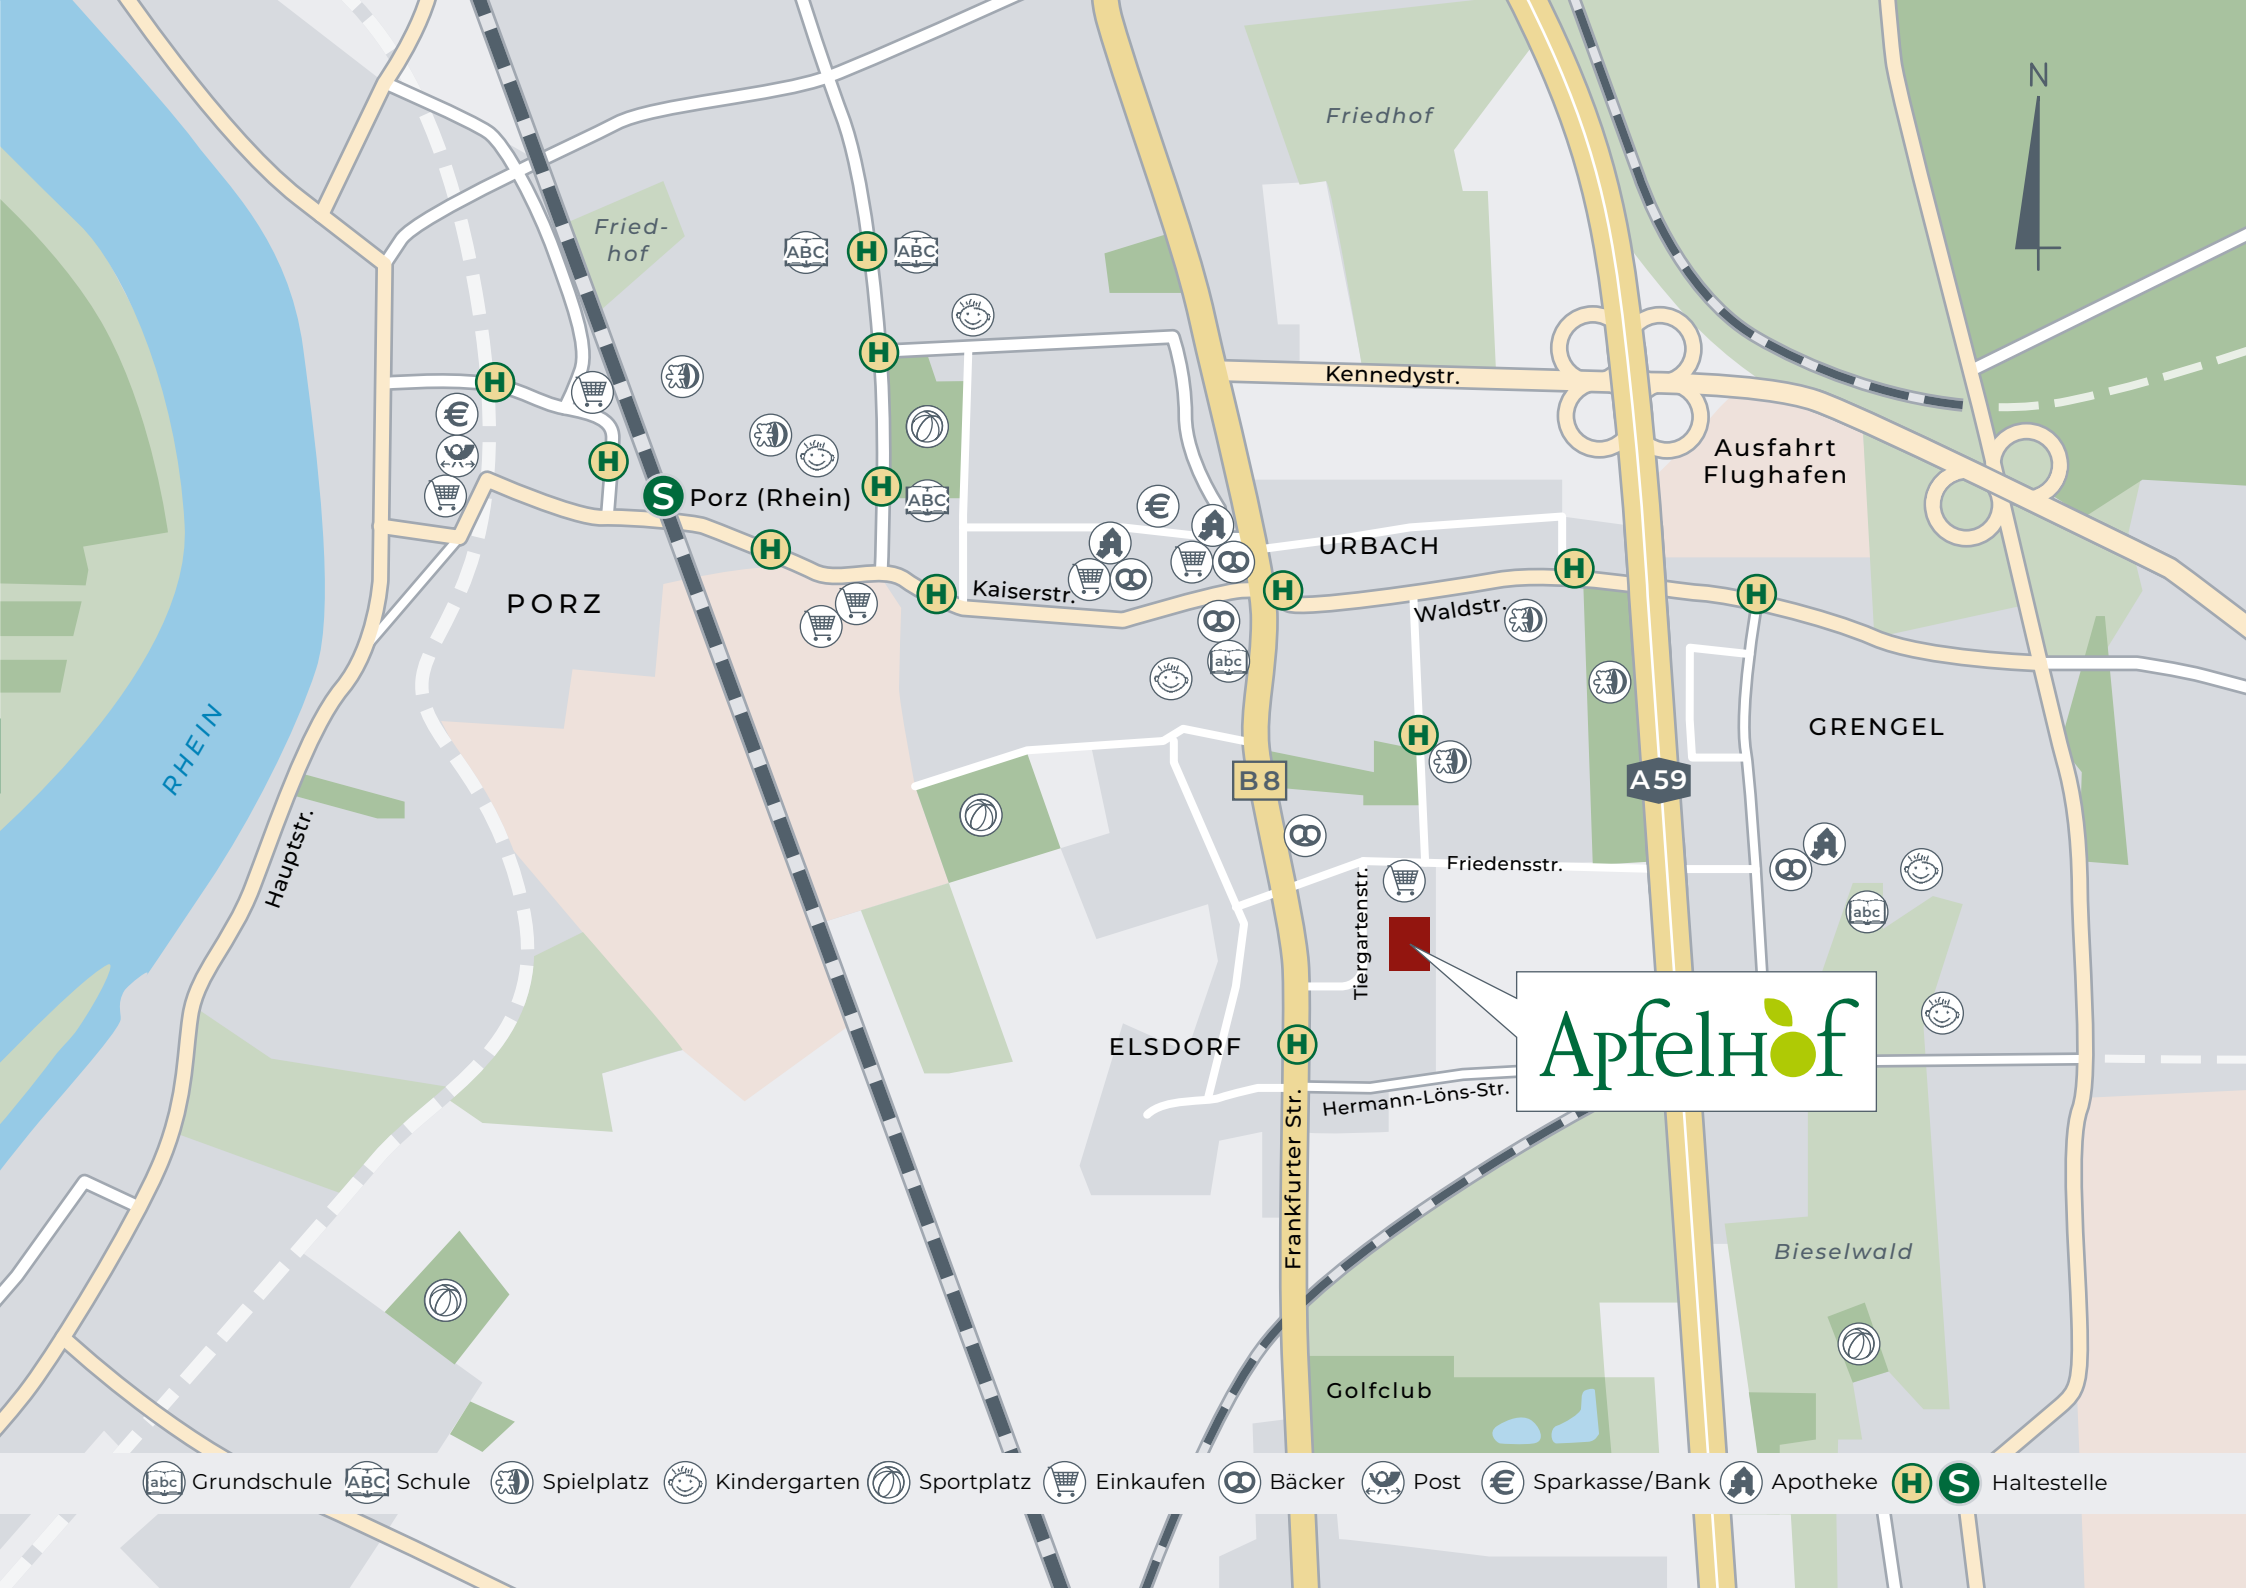 N
Friedhof
Fried-
hof
ABC
H
ABC
H
Kennedystr.
H
€
Ausfahrt
Flughafen
H
S
Porz (Rhein)
H
ABC
€
H
URBACH
H
H
H
H
Kaiserstr.
PORZ
Waldstr.
abc
RHEIN
GRENGEL
H
B8
A59
Hauptstr.
Friedensstr.
Tiergartenstr.
abc
ApfelHof
ELSDORF
H
Hermann-Löns-Str.
Frankfurter Str.
Bieselwald
Golfclub
abc Grundschule ABC Schule Spielplatz Kindergarten Sportplatz Einkaufen Bäcker Post € Sparkasse/Bank Apotheke H S Haltestelle